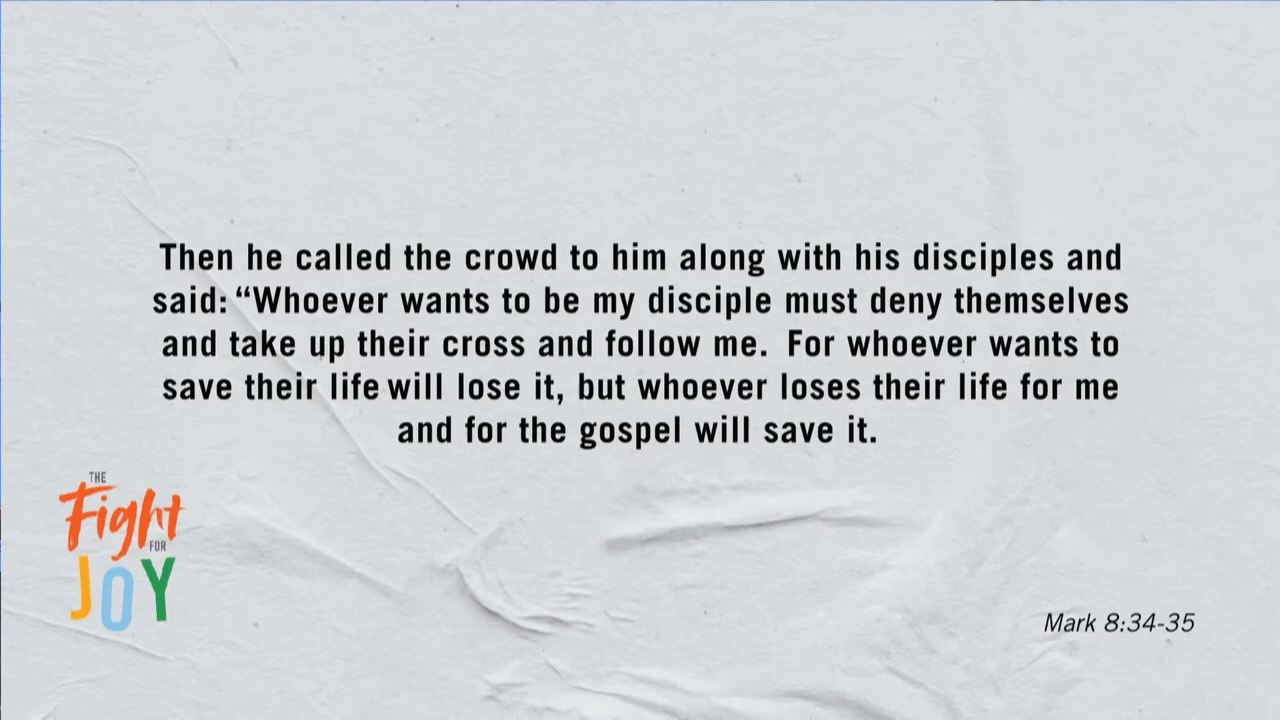 Then he called the crowd to him along with his disciples and
said: “Whoever wants to be my disciple must deny themselves
and take up their cross and follow me.  For whoever wants to
save their life will lose it, but whoever loses their life for me
and for the gospel will save it.
THE
Fight
FOR
JOY
Mark 8:34-35